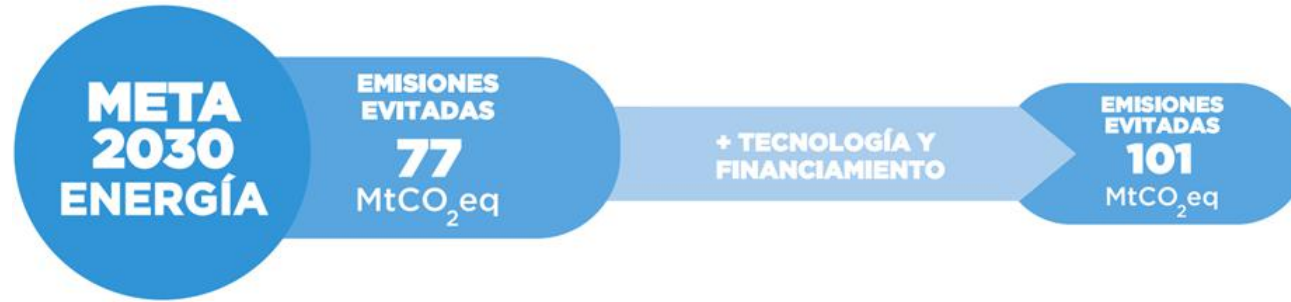 META
2030
ENERGÍA
EMISIONES
EVITADAS
77
MtCO₂eq
+ TECNOLOGÍA Y
FINANCIAMIENTO
EMISIONES
EVITADAS
101
MtCO₂eq